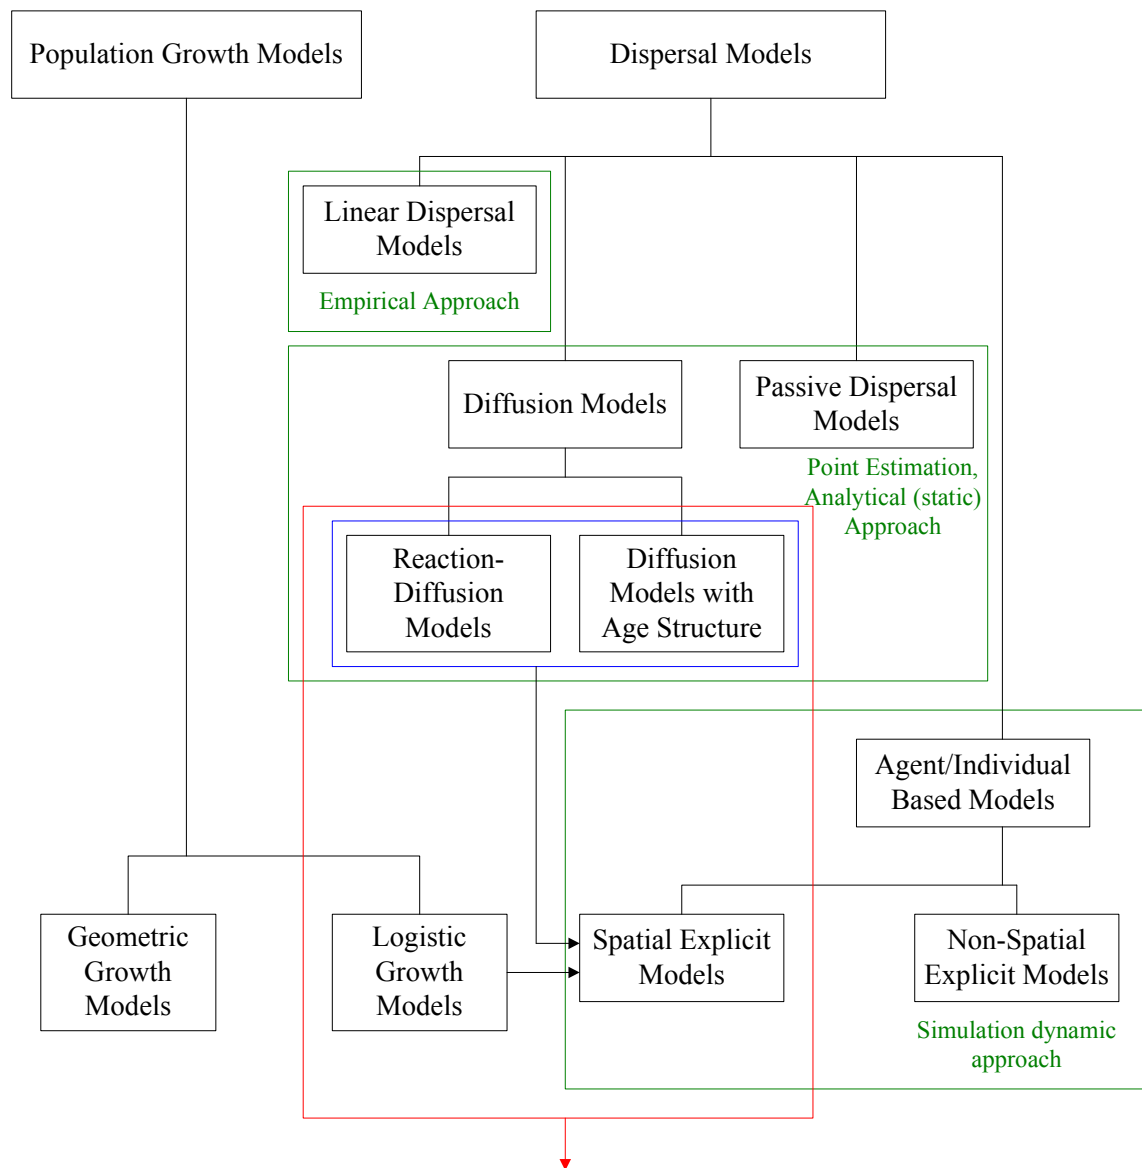 Population Growth Models
Dispersal Models
Linear Dispersal
Models
Empirical Approach
Diffusion Models
Passive Dispersal
Models
Point Estimation,
Analytical (static)
Approach
Reaction-
Diffusion
Models
Diffusion
Models with
Age Structure
Agent/Individual
Based Models
Geometric
Growth
Models
Logistic
Growth
Models
Spatial Explicit
Models
Non-Spatial
Explicit Models
Simulation dynamic
approach